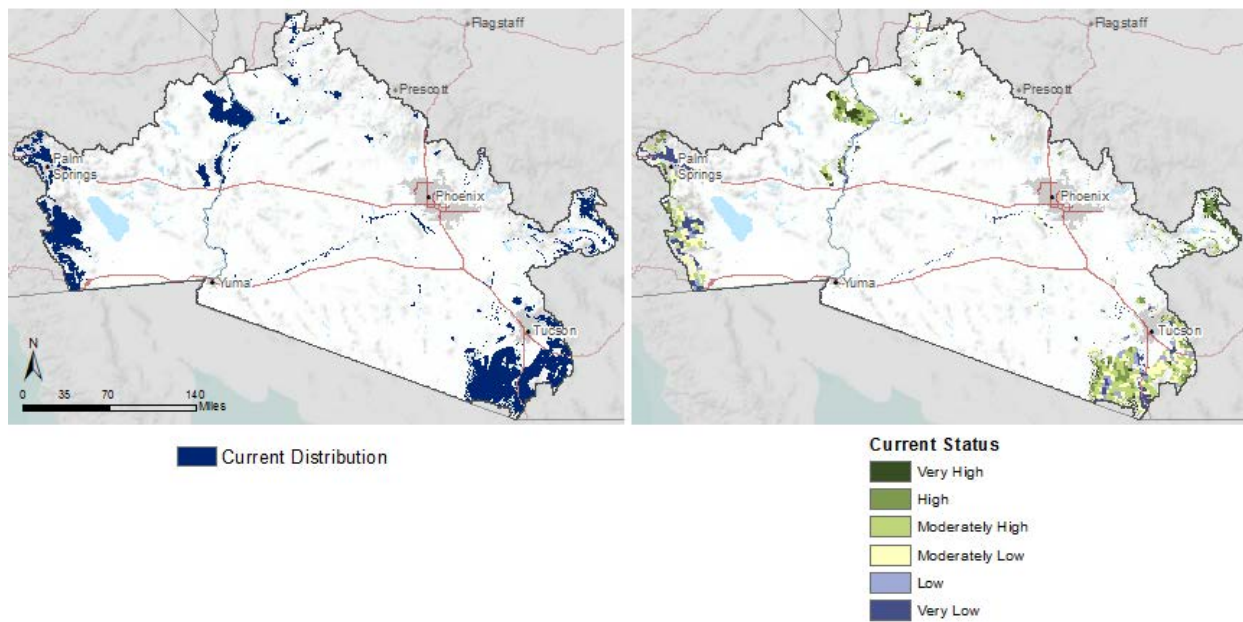 Flagstaff
Prescott
Palm
Springs
Phoenix
Yuma
Tucson
N
0 35 70 140
Miles
Current Distribution
Flagstaff
Prescott
Palm
Springs
Phoenix
Yuma
Tucson
Current Status
Very High
High
Moderately High
Moderately Low
Low
Very Low